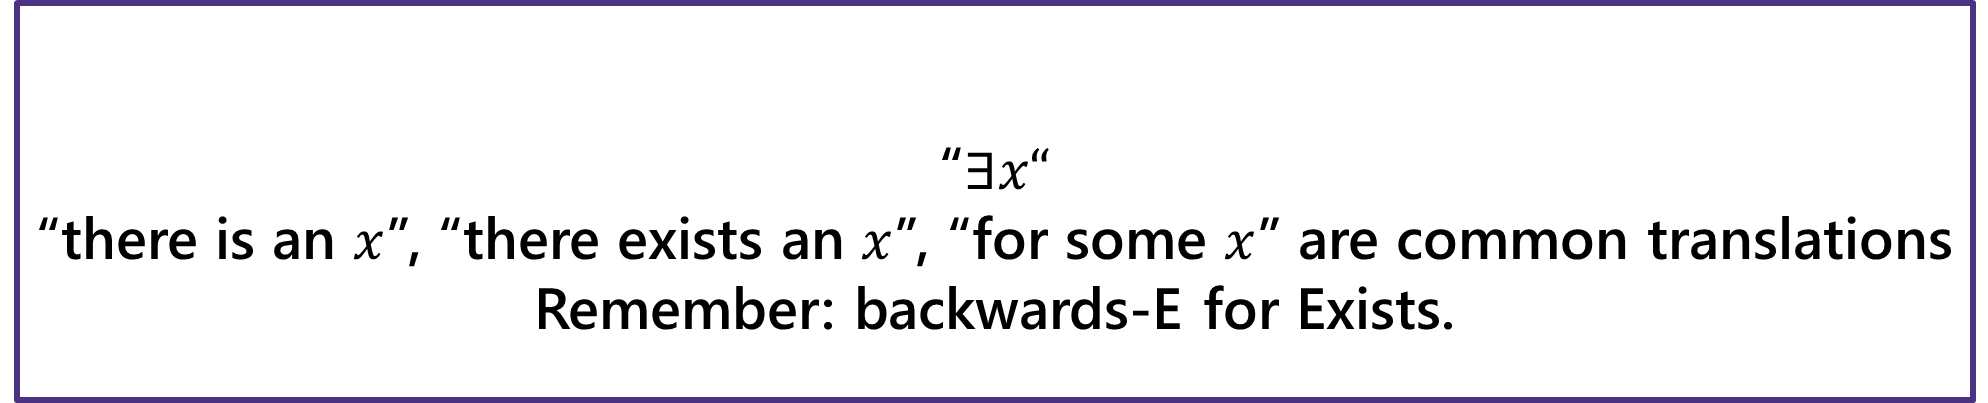 “∃𝑥“
“there is an 𝑥”, “there exists an 𝑥”, “for some 𝑥” are common translations
Remember: backwards-E for Exists.